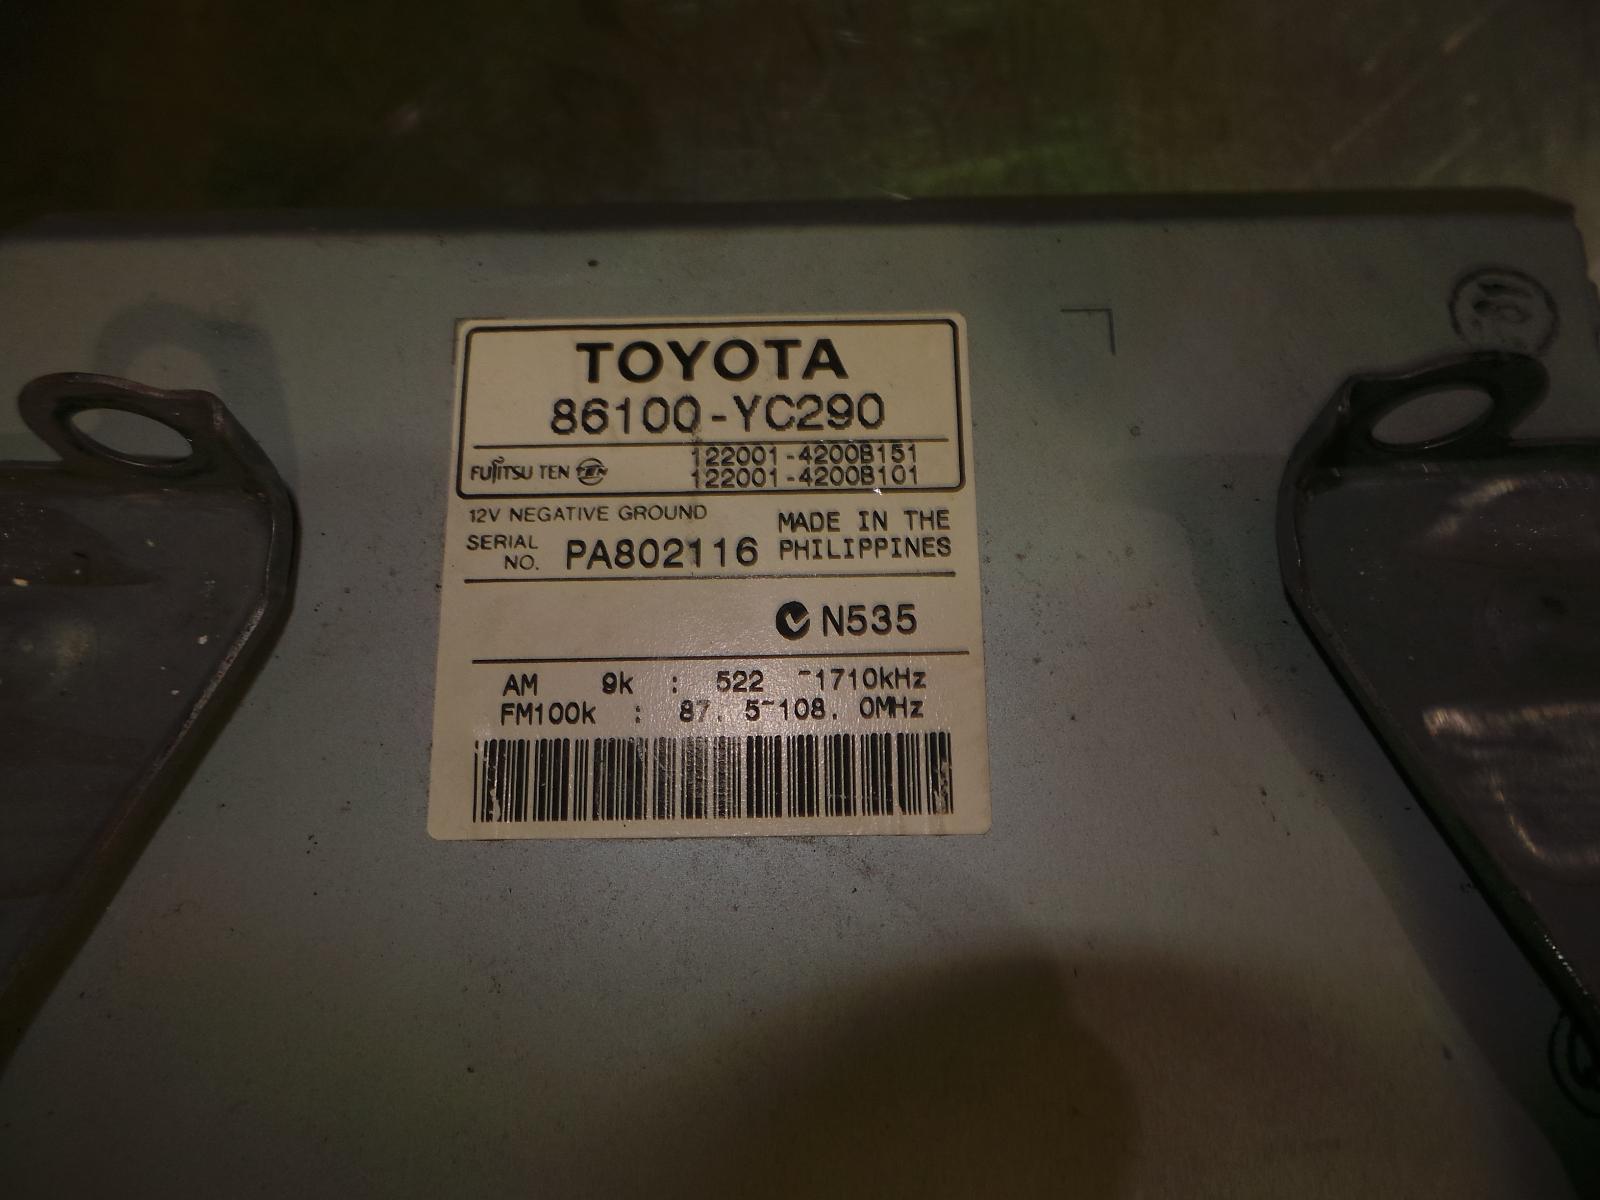 TOYOTA
86100-YC290
FUJITSU TEN TEN
122001-4200B151
122001-4200B101
12V NEGATIVE GROUND
SERIAL NO. PA802116
MADE IN THE
PHILIPPINES
N535
AM 9k : 522 ~1710kHz
FM100k : 87. 5~108. 0MHz